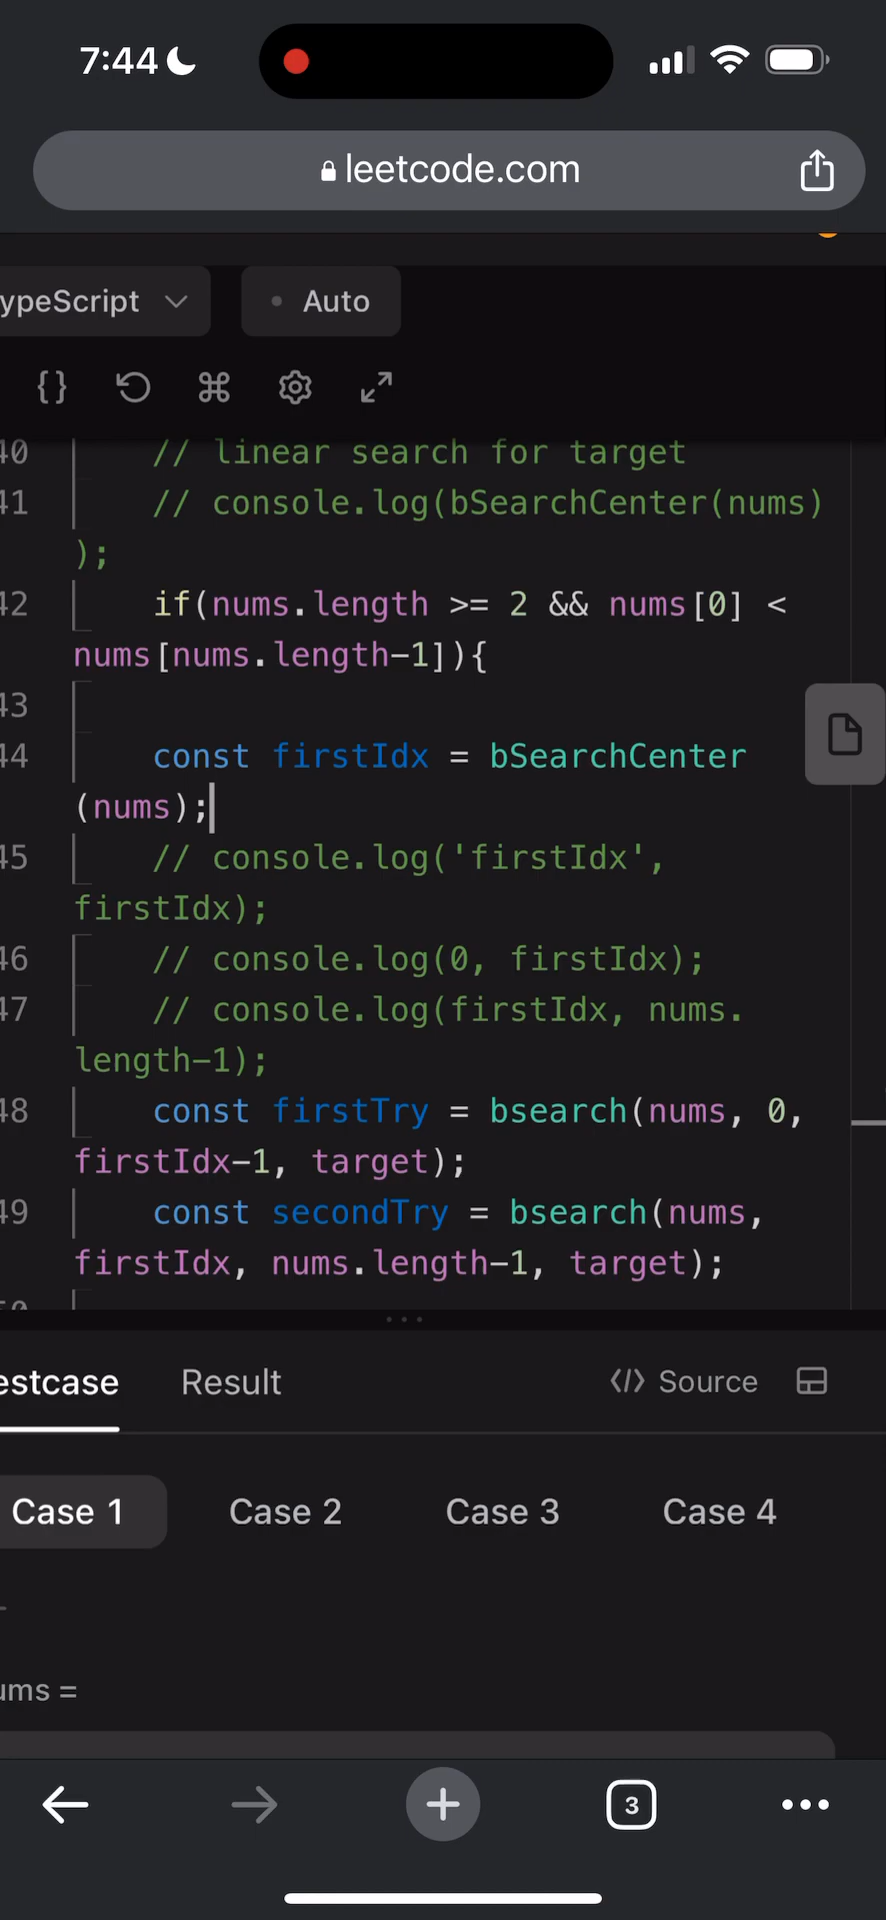 7:44
leetcode.com
ypeScript
Auto
{}
40 // linear search for target
41 // console.log(bSearchCenter(nums)
);
42 if(nums.length >= 2 && nums[0] <
nums[nums.length-1]){
43
44 const firstIdx = bSearchCenter
(nums);
45 // console.log('firstIdx',
firstIdx);
46 // console.log(0, firstIdx);
47 // console.log(firstIdx, nums.
length-1);
48 const firstTry = bsearch(nums, 0,
firstIdx-1, target);
49 const secondTry = bsearch(nums,
firstIdx, nums.length-1, target);
50
estcase Result </> Source
Case 1 Case 2 Case 3 Case 4
ums =
3